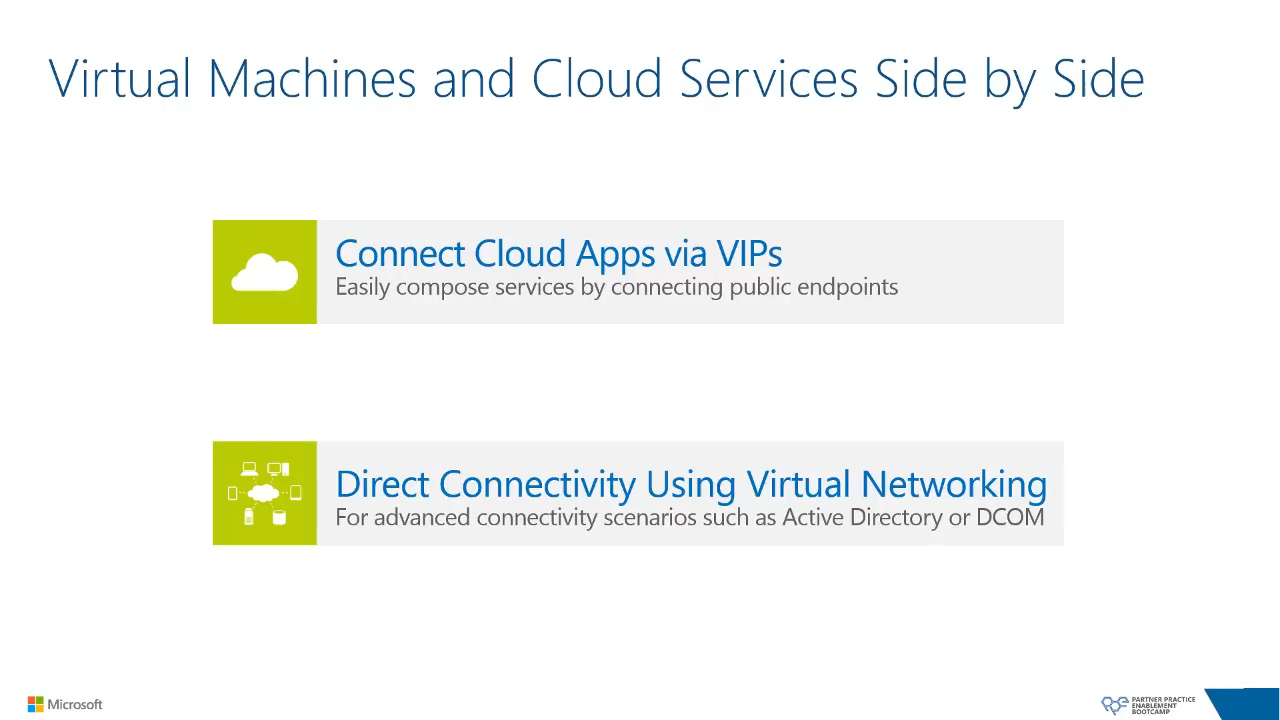 Virtual Machines and Cloud Services Side by Side
Connect Cloud Apps via VIPs
Easily compose services by connecting public endpoints
Direct Connectivity Using Virtual Networking
For advanced connectivity scenarios such as Active Directory or DCOM
Microsoft
PARTNER PRACTICE
ENABLEMENT
BOOTCAMP